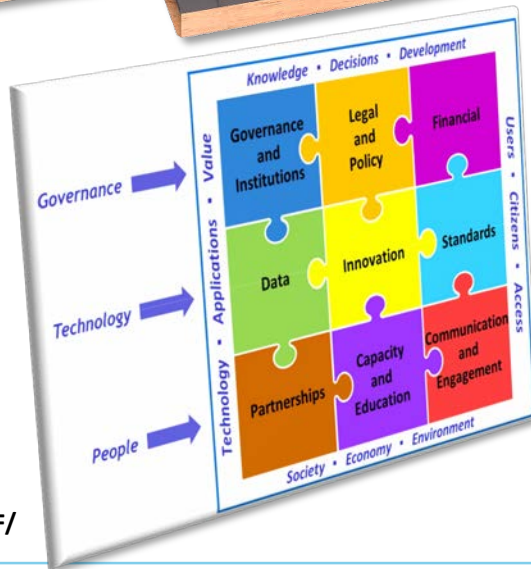 Knowledge • Decisions • Development
Governance
Technology
People
Technology • Applications • Value
Governance
and
Institutions
Legal
and
Policy
Financial
Data
Innovation
Standards
Partnerships
Capacity
and
Education
Communication
and
Engagement
Users • Citizens • Access
Society • Economy • Environment
F/